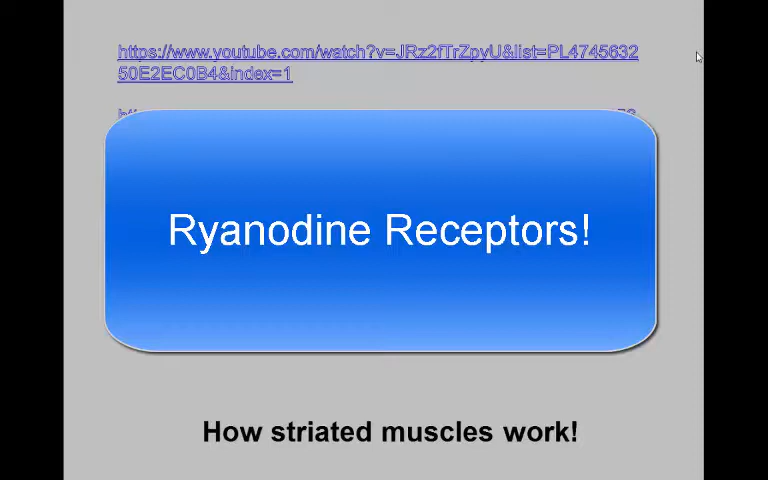 https://www.youtube.com/watch?v=JRz2fTrZpyU&list=PL4745632
50E2EC0B4&index=1
Ryanodine Receptors!
How striated muscles work!